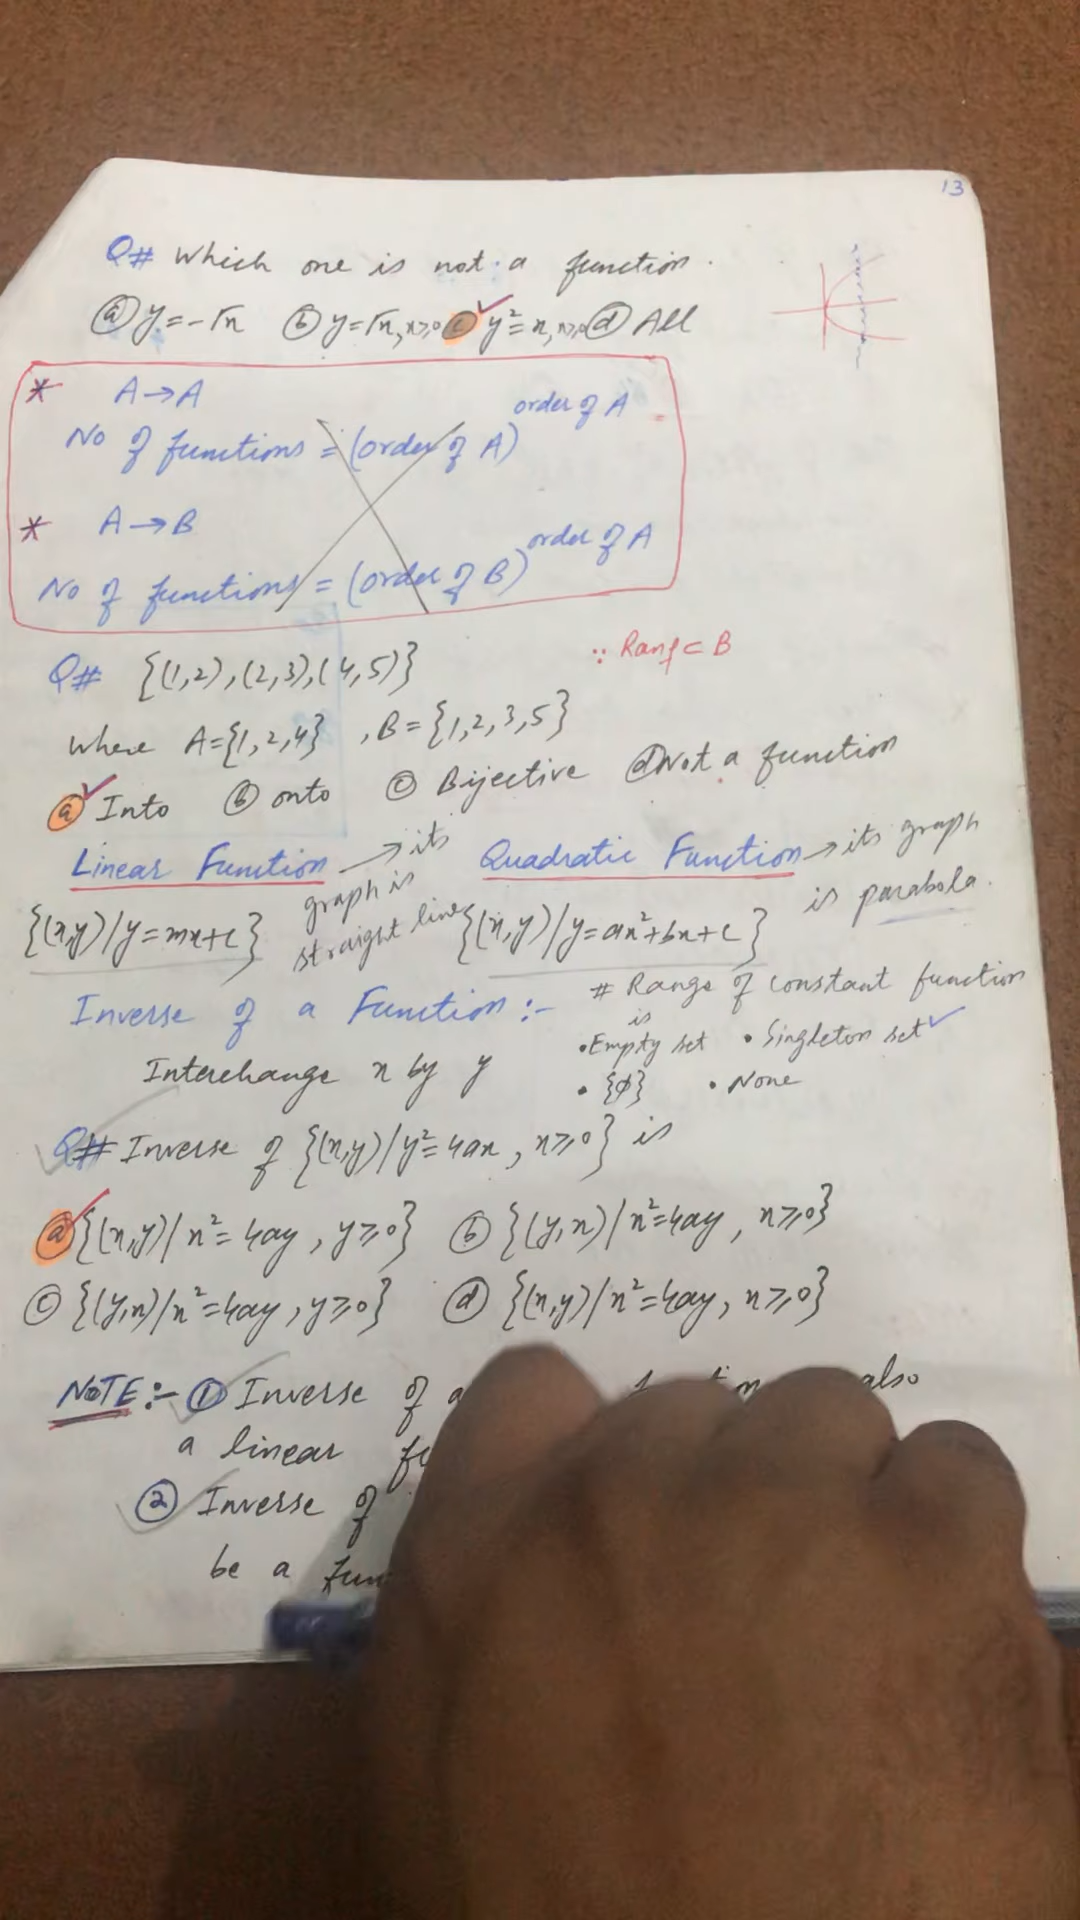 13
Q# Which one is not a function.
ⓐ y=-√x ⓑ y=√x, x≥0 ⓒ y²=x, x≥0 ⓓ All
* A→A
No of functions = (order of A)^order of A
* A→B
No of functions = (order of B)^order of A
Q# {(1,2),(2,3),(4,5)}
∵ Ranf ⊂ B
Where A={1,2,4} , B={1,2,3,5}
ⓐ Into ⓑ onto ⓒ Bijective ⓓ Not a function
Linear Function → its graph is straight line
Quadratic Function → its graph is parabola.
{(x,y)/y=mx+c} {(x,y)/y=ax²+bx+c}
Inverse of a Function :-
Interchange x by y
# Range of constant function is
• Empty set • Singleton set ✓
• {φ} • None
Q# Inverse of {(x,y)/y²=4ax, x≥0} is
ⓐ {(x,y)/x²=4ay, y≥0} ⓑ {(y,x)/x²=4ay, x≥0}
ⓒ {(y,x)/x²=4ay, y≥0} ⓓ {(x,y)/x²=4ay, x≥0}
NOTE:- ① Inverse of a also
a linear
② Inverse of
be a